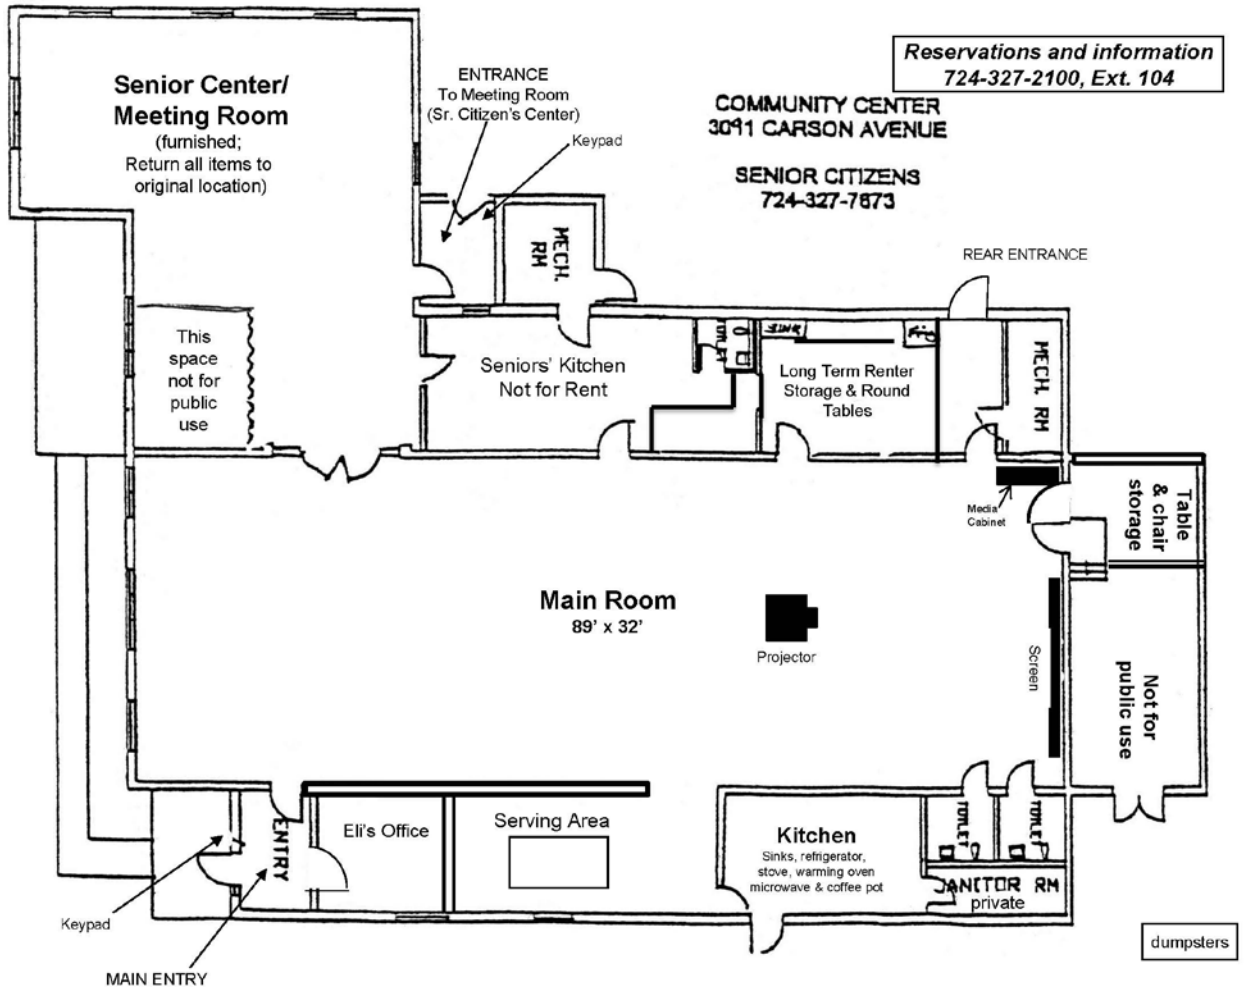 Reservations and information
724-327-2100, Ext. 104
COMMUNITY CENTER
3091 CARSON AVENUE
SENIOR CITIZENS
724-327-7873
Senior Center/
Meeting Room
(furnished;
Return all items to
original location)
ENTRANCE
To Meeting Room
(Sr. Citizen's Center)
Keypad
MECH.
RM
REAR ENTRANCE
This
space
not for
public
use
Seniors' Kitchen
Not for Rent
TOILET
SINK
Long Term Renter
Storage & Round
Tables
MECH. RM
Media
Cabinet
Table
& chair
storage
Main Room
89' x 32'
Projector
Screen
Not for
public use
ENTRY
Eli's Office
Serving Area
Kitchen
Sinks, refrigerator,
stove, warming oven
microwave & coffee pot
TOILET
TOILET
JANITOR RM
private
Keypad
MAIN ENTRY
dumpsters